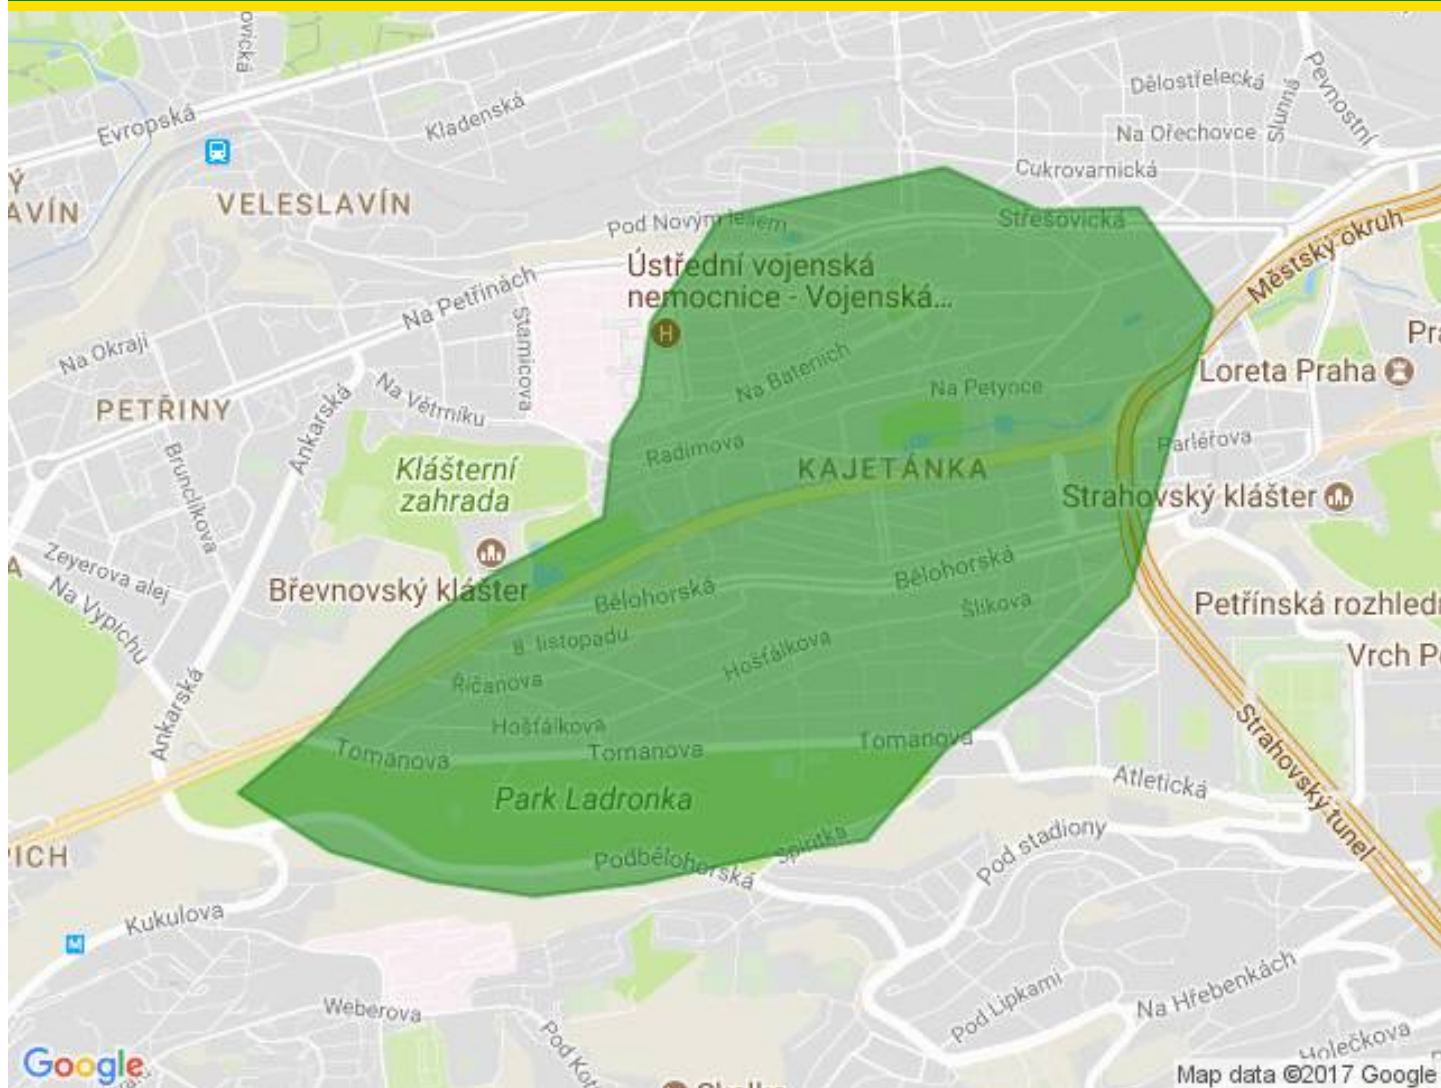 Dělostřelecká
Pevnostní
Evropská
Kladenská
Na Ořechovce
Slunná
Cukrovarnická
VELESLAVÍN
Pod Novým lesem
Střešovická
Městský okruh
Ústřední vojenská
nemocnice - Vojenská...
H
Na Petřinách
Stamicova
Na Okraji
Na Bateriích
Na Petynce
Loreta Praha
PETŘINY
Na Větrníku
Ankarská
Radimova
Parléřova
Brunclíkova
Klášterní
zahrada
KAJETÁNKA
Strahovský klášter
Zeyerova alej
Břevnovský klášter
Bělohorská
Bělohorská
Na Vypichu
8. listopadu
Šlikova
Petřínská rozhledn
Hošťálkova
Vrch P
Říčanova
Ankarská
Hošťálkova
Tomanova
Tomanova
Tomanova
Strahovský tunel
Atletická
Park Ladronka
PICH
Podbělohorská
Spiritka
Pod stadiony
Kukulova
M
Weberova
Pod Lipkami
Na Hřebenkách
Holečkova
Google
Map data ©2017 Google